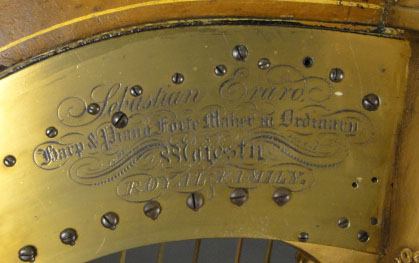 Sebastian Erard.
Harp & Piano Forte Maker in Ordinary
Majesty
ROYAL FAMILY.